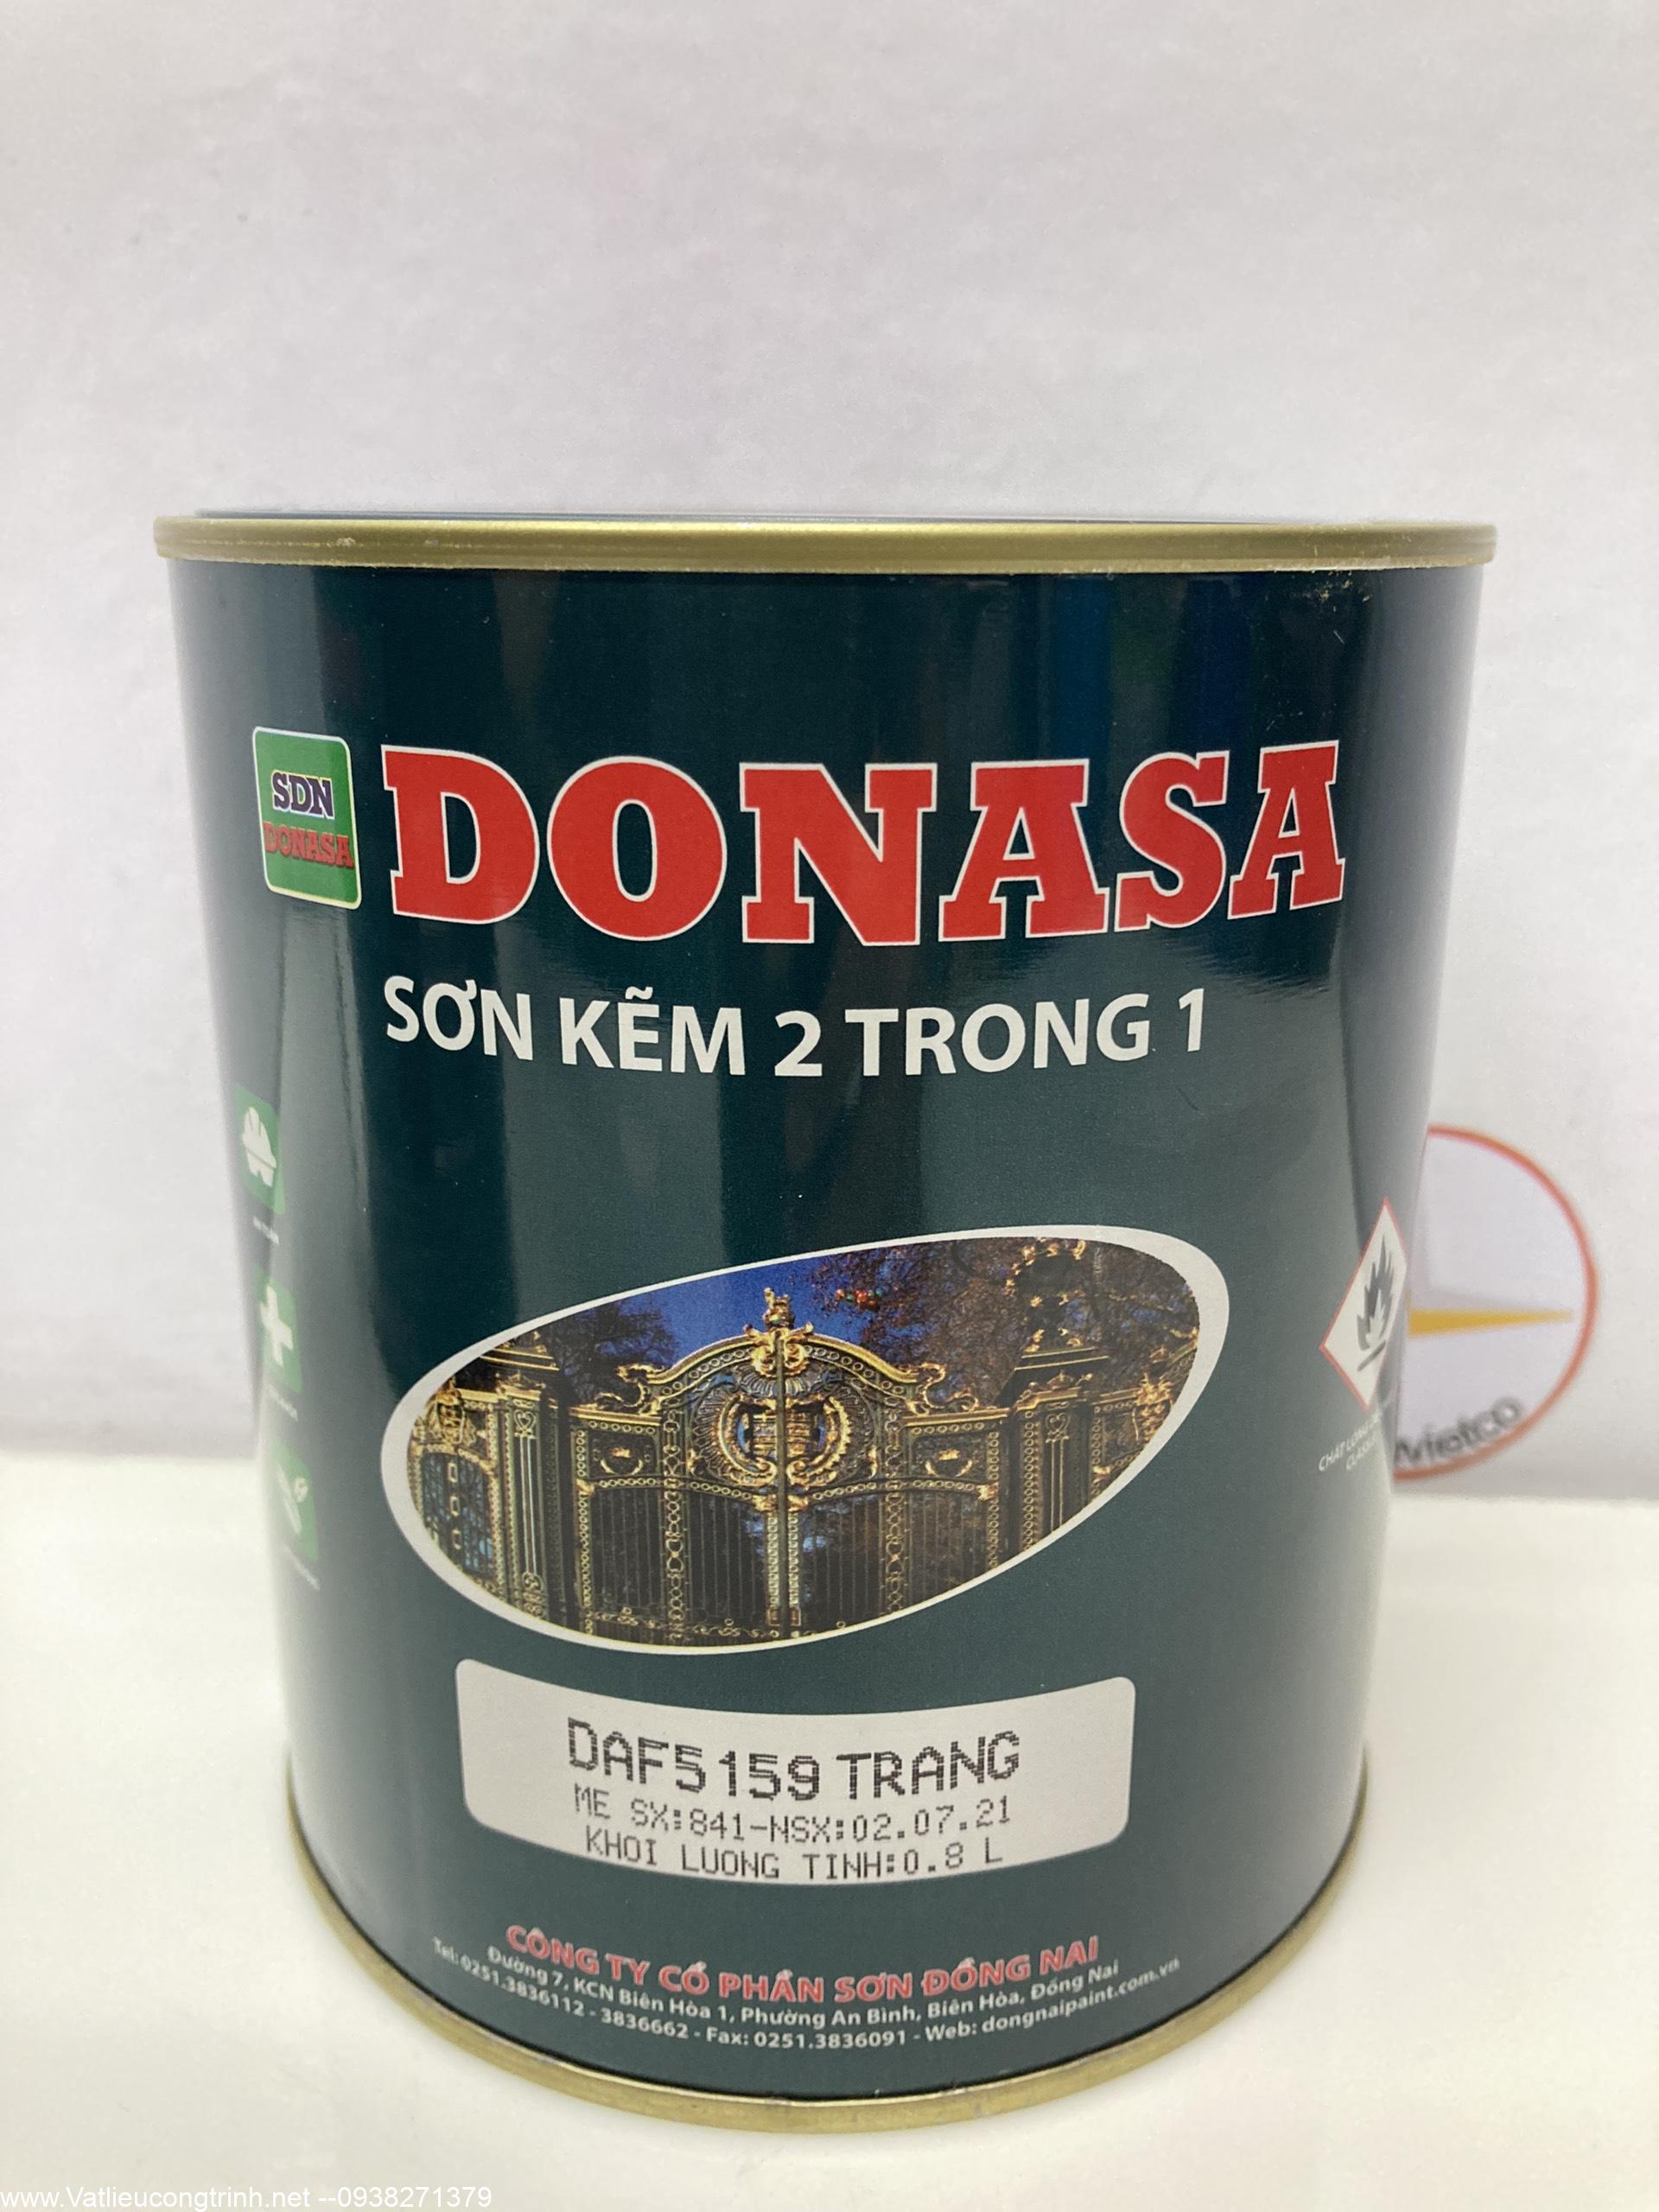 SDN
DONASA
DONASA
SƠN KẼM 2 TRONG 1
Vietco
DAF5159 TRANG
ME SX:841-NSX:02.07.21
KHOI LUONG TINH:0.8 L
CÔNG TY CỔ PHẦN SƠN ĐỒNG NAI
Đường 7, KCN Biên Hòa 1, Phường An Bình, Biên Hòa, Đồng Nai
Tel: 0251.3836112 - 3836662 - Fax: 0251.3836091 - Web: dongnaipaint.com.vn
www.Vatlieucongtrinh.net --0938271379